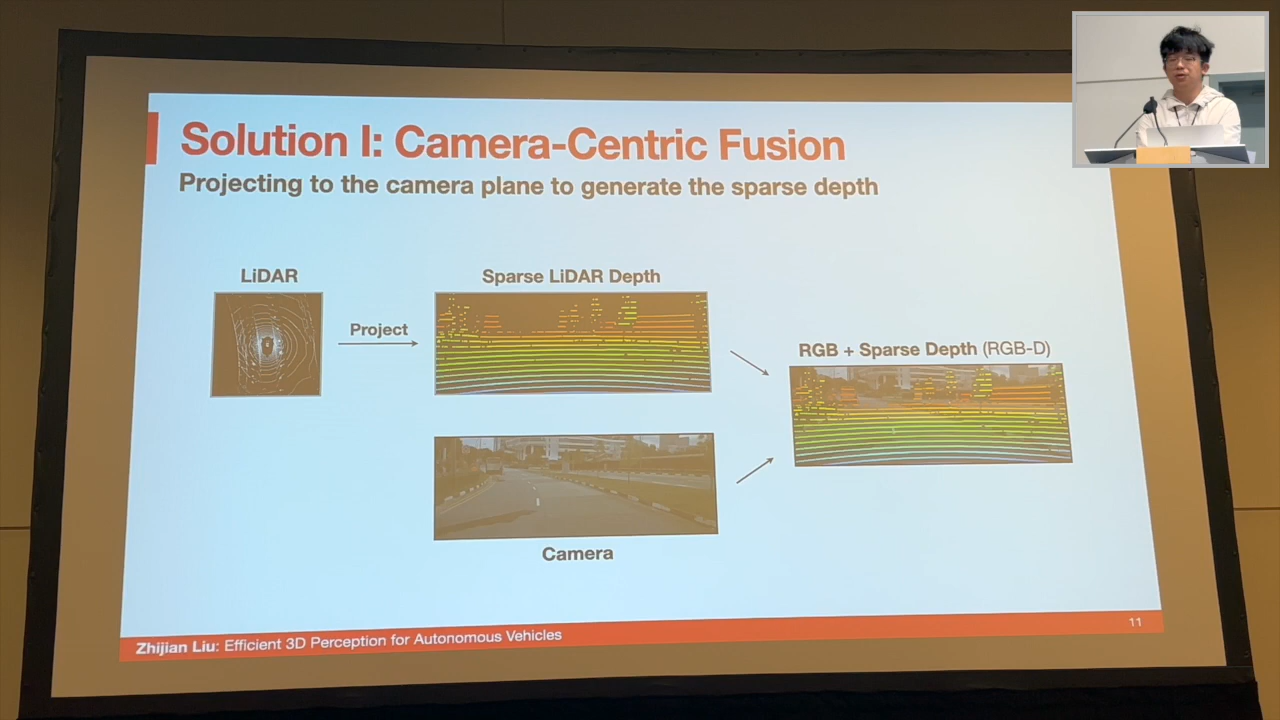 Solution I: Camera-Centric Fusion
Projecting to the camera plane to generate the sparse depth
LiDAR
Project
Sparse LiDAR Depth
RGB + Sparse Depth (RGB-D)
Camera
Zhijian Liu: Efficient 3D Perception for Autonomous Vehicles
11